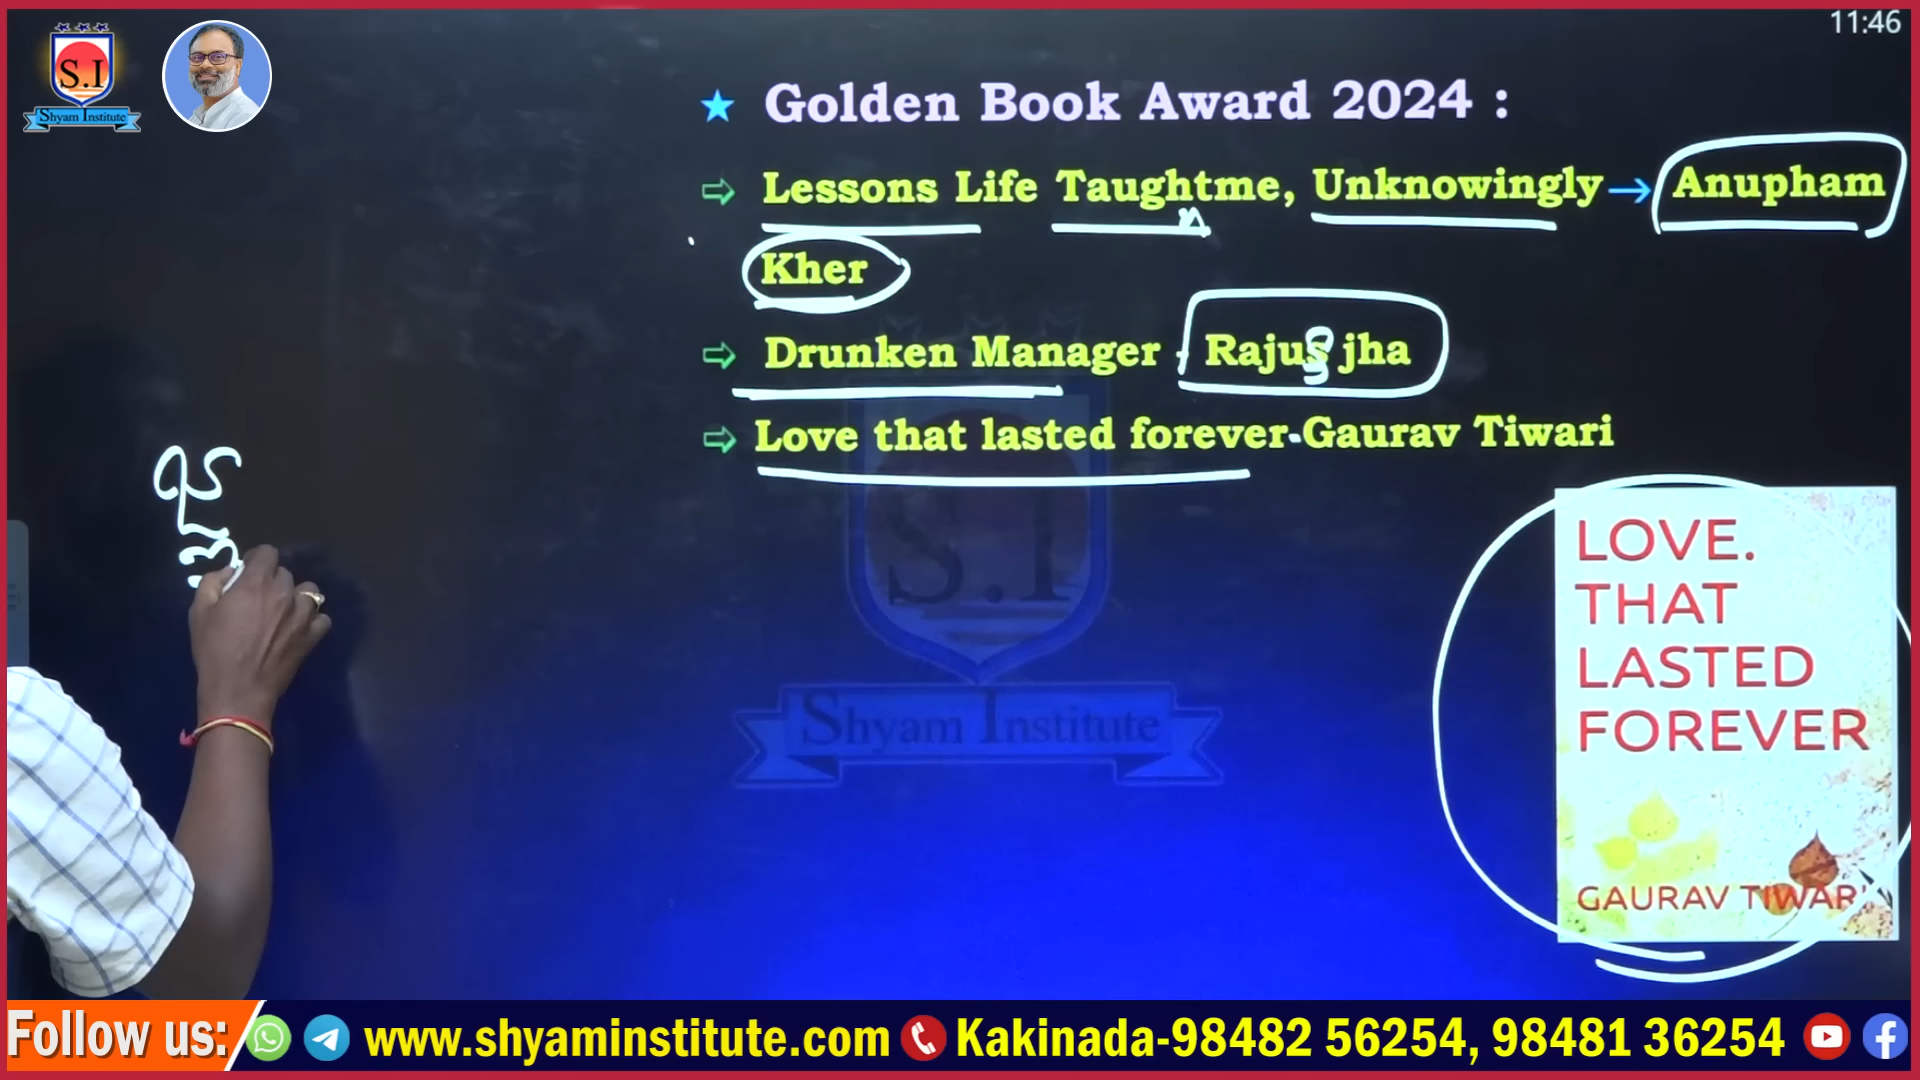 11:46
S.I
Shyam Institute
★ Golden Book Award 2024 :
⇨ Lessons Life Taughtme, Unknowingly → Anupham
Kher
⇨ Drunken Manager - Rajus jha
⇨ Love that lasted forever-Gaurav Tiwari
S.I
Shyam Institute
LOVE.
THAT
LASTED
FOREVER
GAURAV TIWARI
Follow us: www.shyaminstitute.com Kakinada-98482 56254, 98481 36254